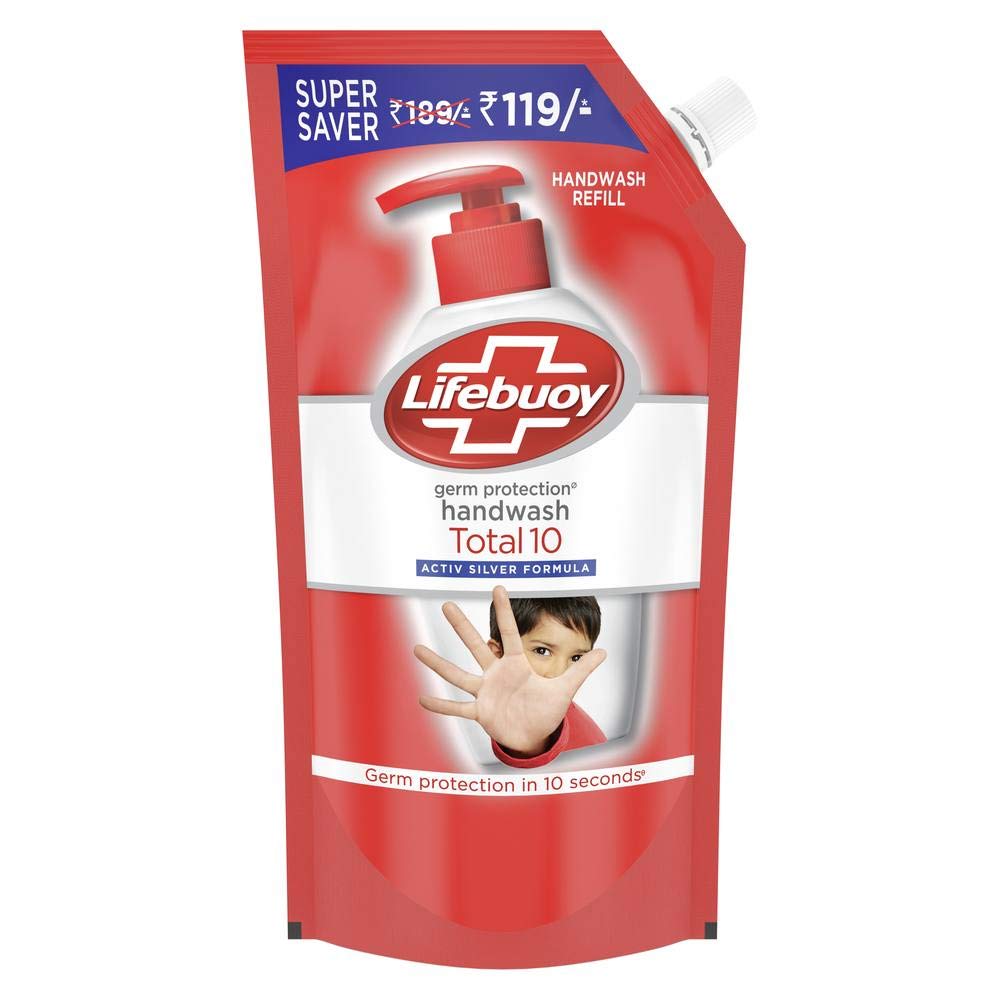 SUPER
SAVER
₹189/-* ₹119/-*
HANDWASH
REFILL
Lifebuoy
germ protection°
handwash
Total 10
ACTIV SILVER FORMULA
Germ protection in 10 seconds°